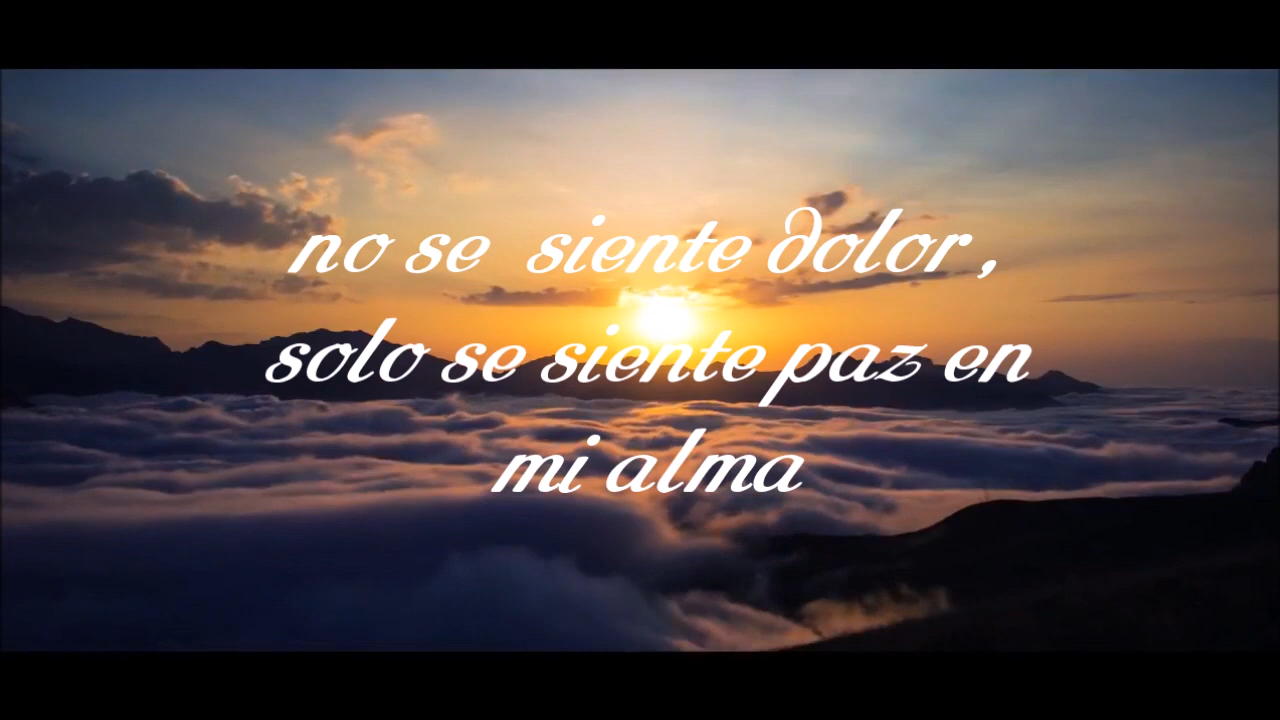 no se siente dolor ,
solo se siente paz en
mi alma